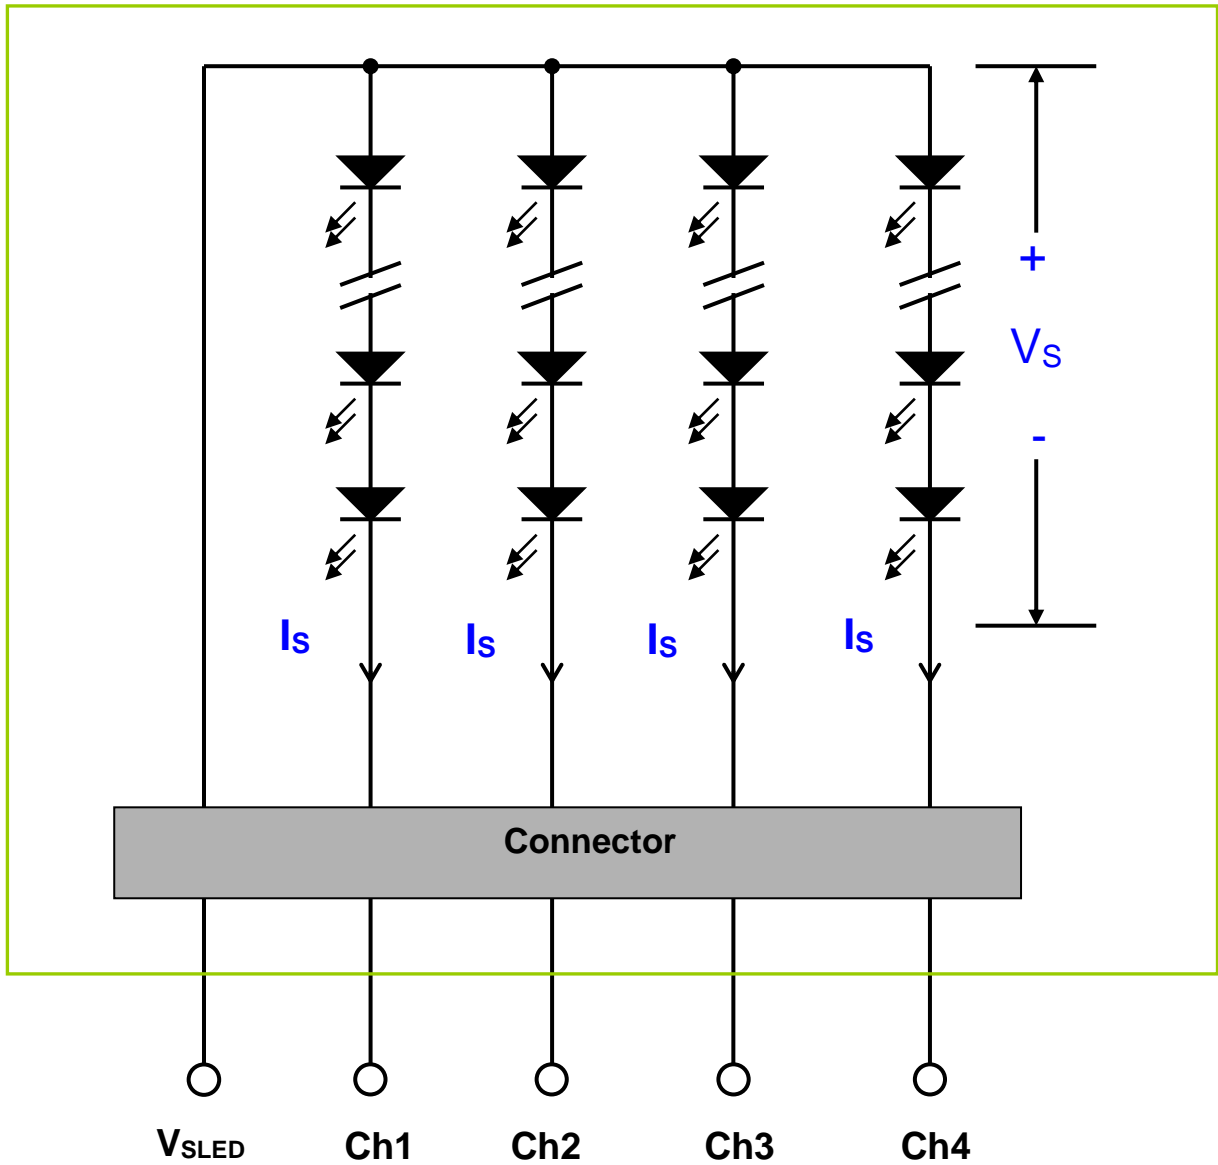 +
VS
-
IS IS IS IS
Connector
VSLED Ch1 Ch2 Ch3 Ch4